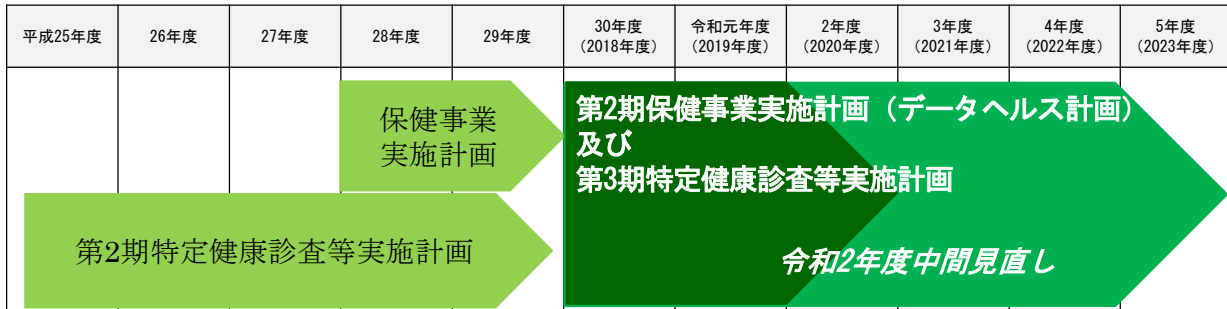 平成25年度
26年度
27年度
28年度
29年度
30年度
(2018年度)
令和元年度
(2019年度)
2年度
(2020年度)
3年度
(2021年度)
4年度
(2022年度)
5年度
(2023年度)
保健事業
実施計画
第2期保健事業実施計画（データヘルス計画）
及び
第3期特定健康診査等実施計画
第2期特定健康診査等実施計画
令和2年度中間見直し